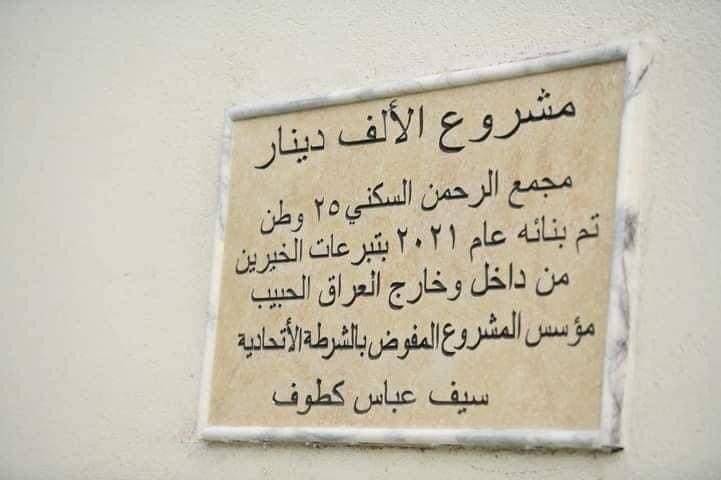 مشروع الألف دينار
مجمع الرحمن السكني ٢٥ وطن
تم بنائه عام ٢٠٢١ بتبرعات الخيرين
من داخل وخارج العراق الحبيب
مؤسس المشروع المفوض بالشرطة الأتحادية
سيف عباس كطوف